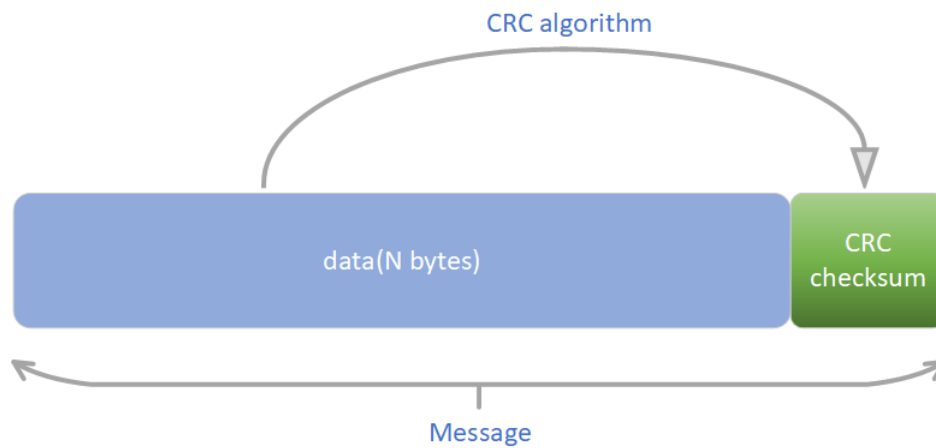 CRC algorithm
data(N bytes)
CRC
checksum
Message